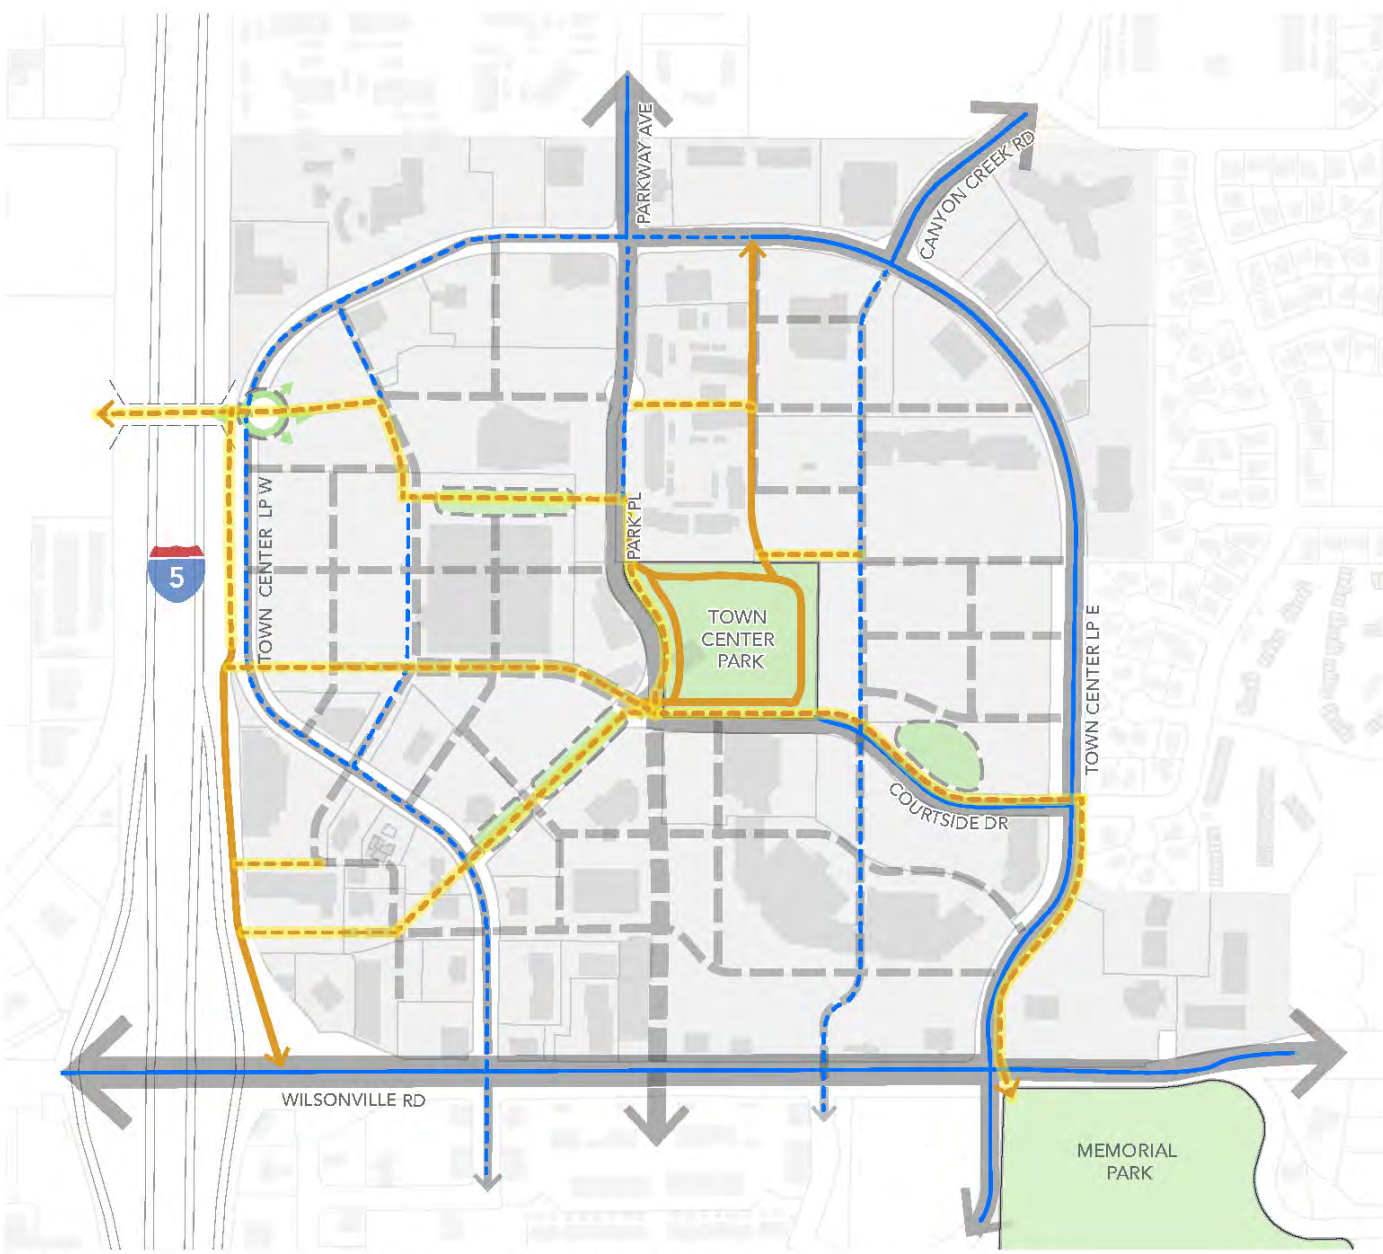 PARKWAY AVE
CANYON CREEK RD
TOWN CENTER LP W
PARK PL
5
TOWN
CENTER
PARK
TOWN CENTER LP E
COURTSIDE DR
WILSONVILLE RD
MEMORIAL
PARK